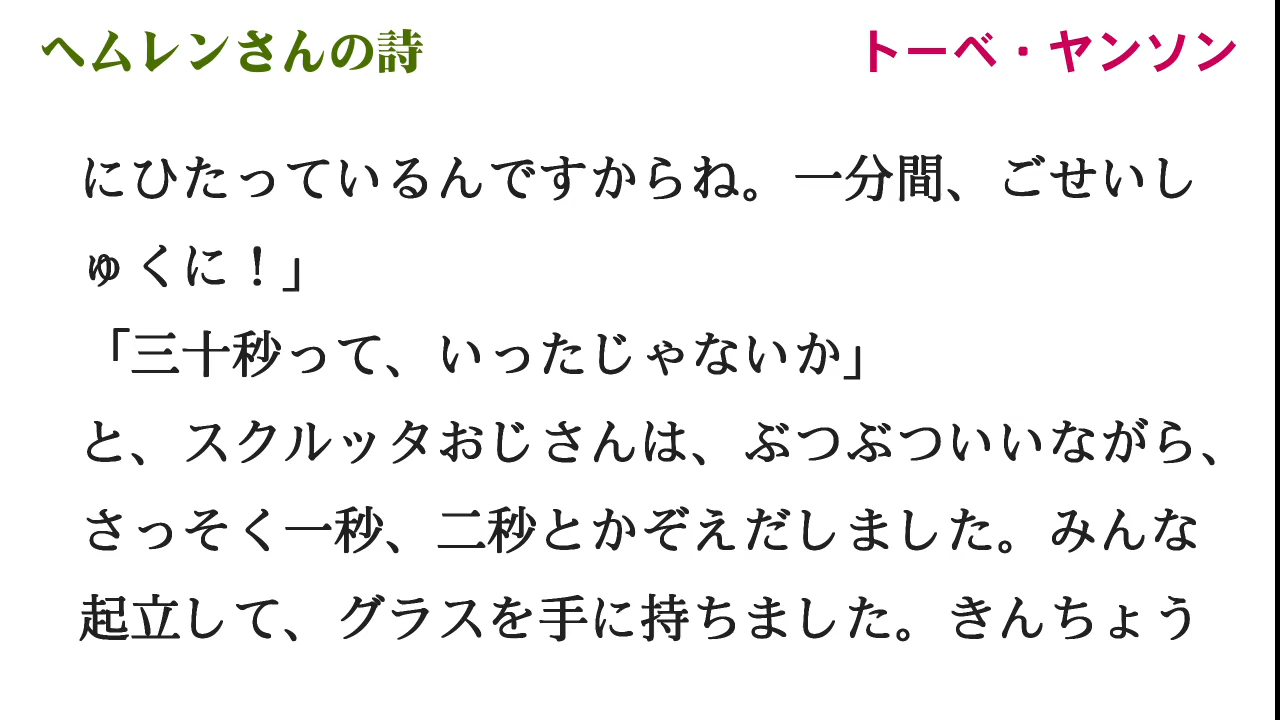 ヘムレンさんの詩
トーベ・ヤンソン
にひたっているんですからね。一分間、ごせいし
ゅくに！」
「三十秒って、いったじゃないか」
と、スクルッタおじさんは、ぶつぶついいながら、
さっそく一秒、二秒とかぞえだしました。みんな
起立して、グラスを手に持ちました。きんちょう